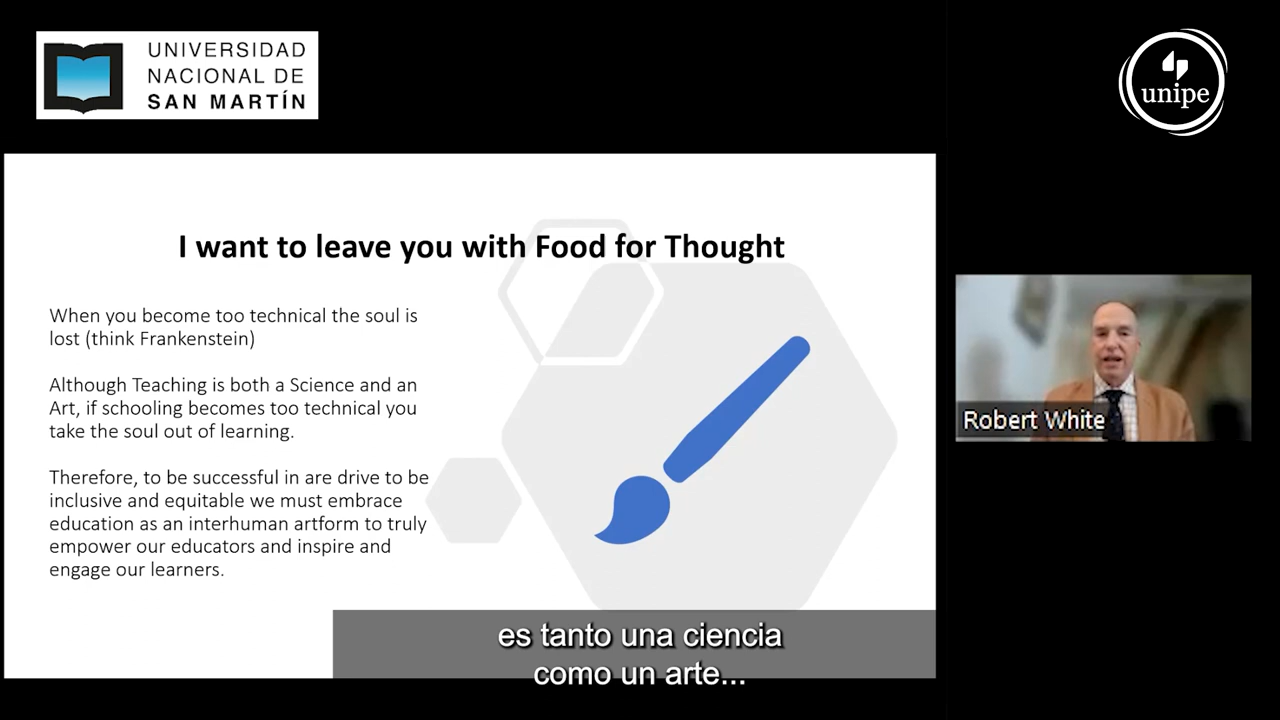 UNIVERSIDAD
NACIONAL DE
SAN MARTÍN
unipe
I want to leave you with Food for Thought
When you become too technical the soul is
lost (think Frankenstein)
Although Teaching is both a Science and an
Art, if schooling becomes too technical you
take the soul out of learning.
Therefore, to be successful in are drive to be
inclusive and equitable we must embrace
education as an interhuman artform to truly
empower our educators and inspire and
engage our learners.
Robert White
es tanto una ciencia
como un arte...